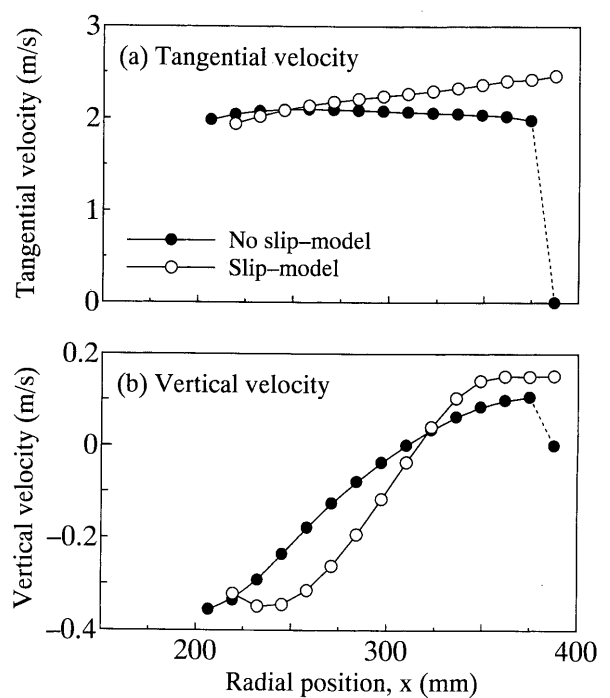 3
(a) Tangential velocity
2
1
No slip–model
Slip–model
0
Tangential velocity (m/s)
0.2
(b) Vertical velocity
0
–0.2
–0.4
Vertical velocity (m/s)
200
300
400
Radial position, x (mm)